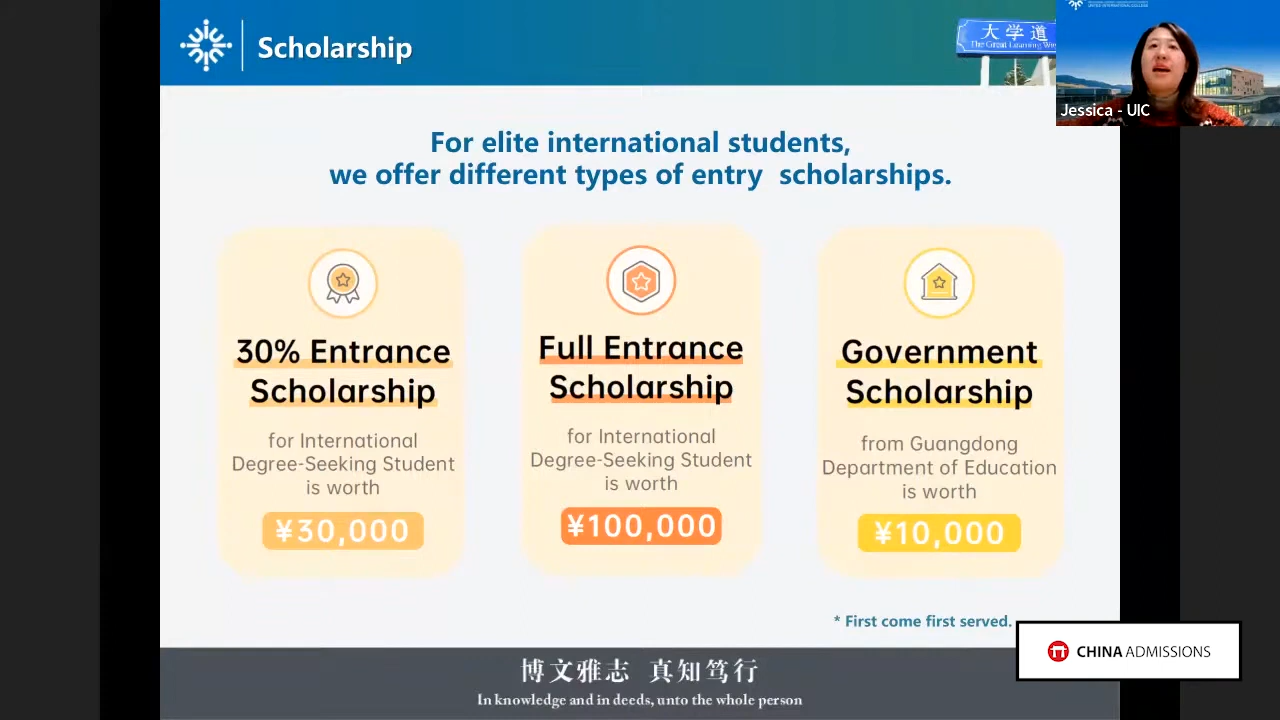 Scholarship
大学道
The Great Learning Way
Jessica - UIC
For elite international students,
we offer different types of entry scholarships.
30% Entrance
Scholarship
for International
Degree-Seeking Student
is worth
¥30,000
Full Entrance
Scholarship
for International
Degree-Seeking Student
is worth
¥100,000
Government
Scholarship
from Guangdong
Department of Education
is worth
¥10,000
* First come first served.
CHINA ADMISSIONS
博文雅志 真知笃行
In knowledge and in deeds, unto the whole person